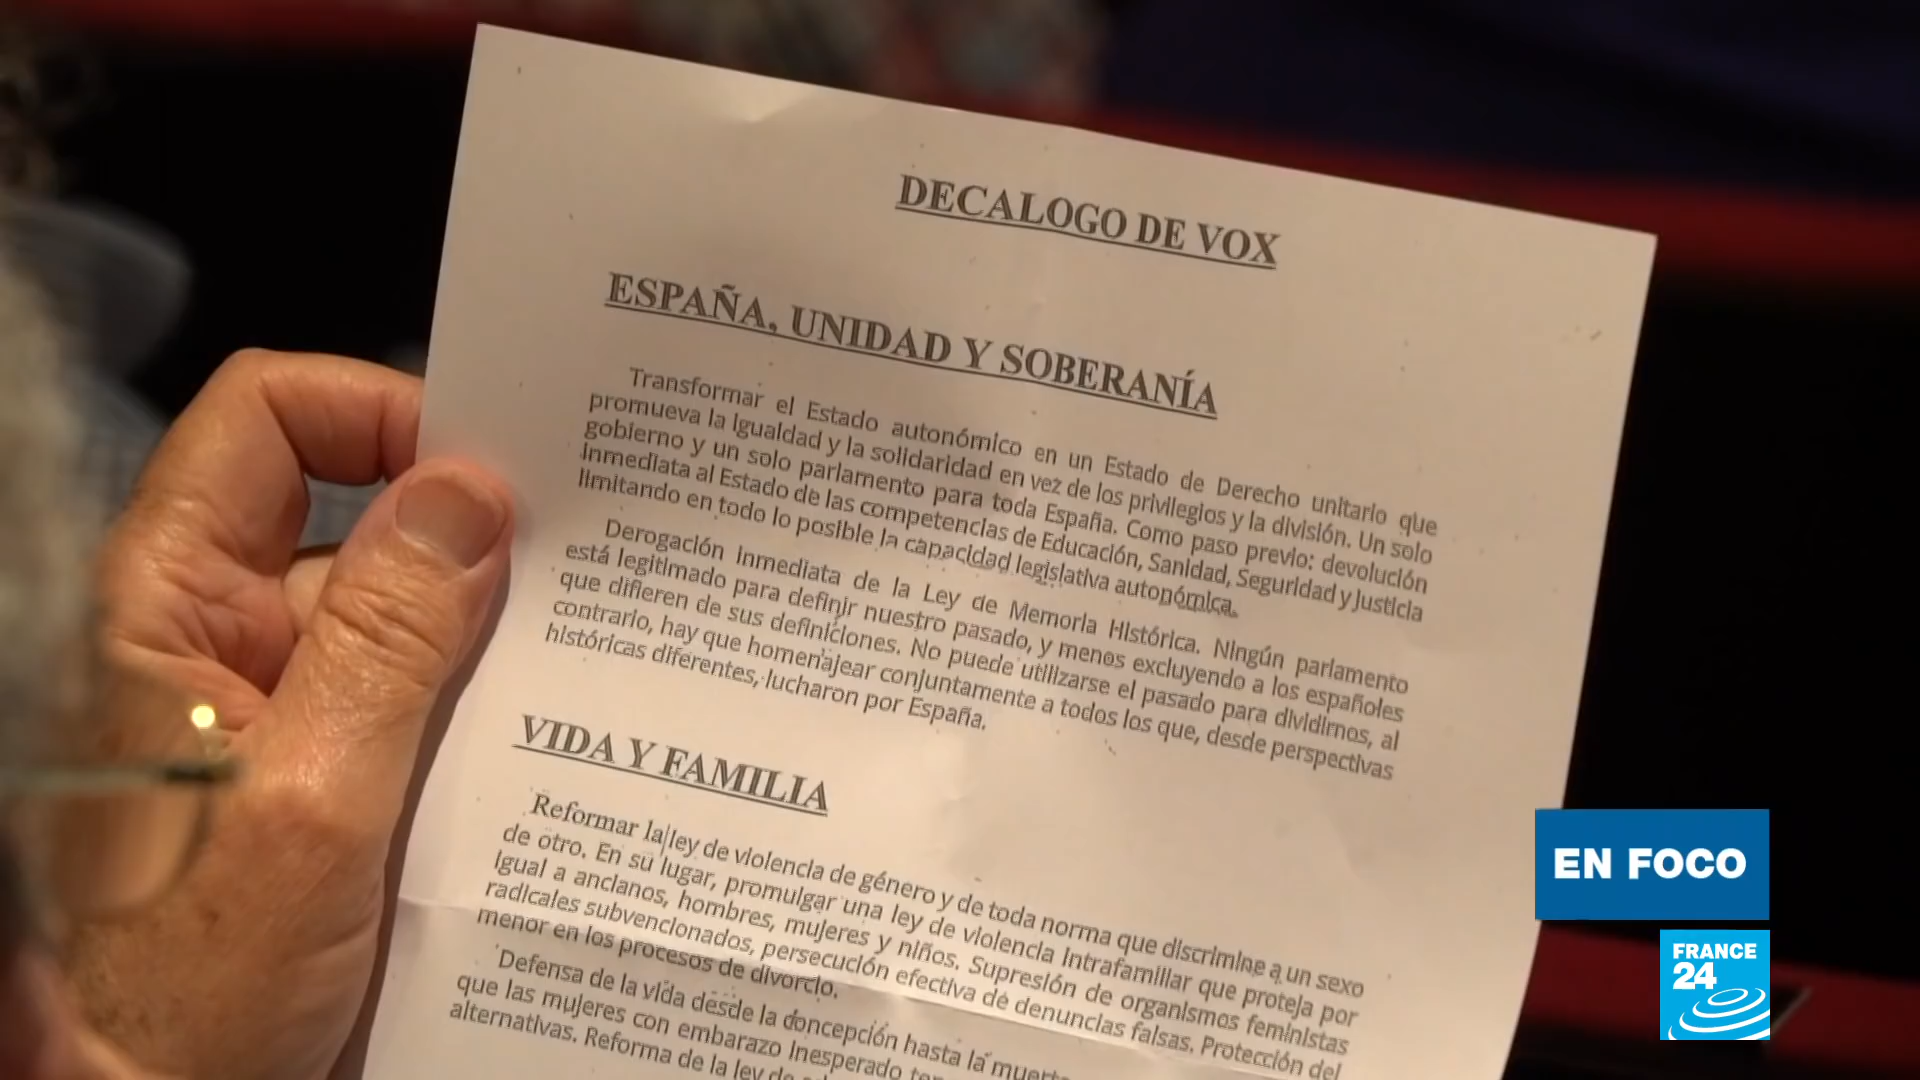 DECALOGO DE VOX
ESPAÑA, UNIDAD Y SOBERANÍA
Transformar el Estado autonómico en un Estado de Derecho unitario que
promueva la igualdad y la solidaridad en vez de los privilegios y la división. Un solo
gobierno y un solo parlamento para toda España. Como paso previo: devolución
inmediata al Estado de las competencias de Educación, Sanidad, Seguridad y Justicia
limitando en todo lo posible la capacidad legislativa autonómica.
Derogación inmediata de la Ley de Memoria Histórica. Ningún parlamento
está legitimado para definir nuestro pasado, y menos excluyendo a los españoles
que difieren de sus definiciones. No puede utilizarse el pasado para dividirnos, al
contrario, hay que homenajear conjuntamente a todos los que, desde perspectivas
históricas diferentes, lucharon por España.
VIDA Y FAMILIA
Reformar la ley de violencia de género y de toda norma que discrimine a un sexo
de otro. En su lugar, promulgar una ley de violencia intrafamiliar que proteja por
igual a ancianos, hombres, mujeres y niños. Supresión de organismos feministas
radicales subvencionados, persecución efectiva de denuncias falsas. Protección del
menor en los procesos de divorcio.
Defensa de la vida desde la concepción hasta la
que las mujeres con embarazo inesperado
alternativas. Reforma de la ley de
EN FOCO
FRANCE
24